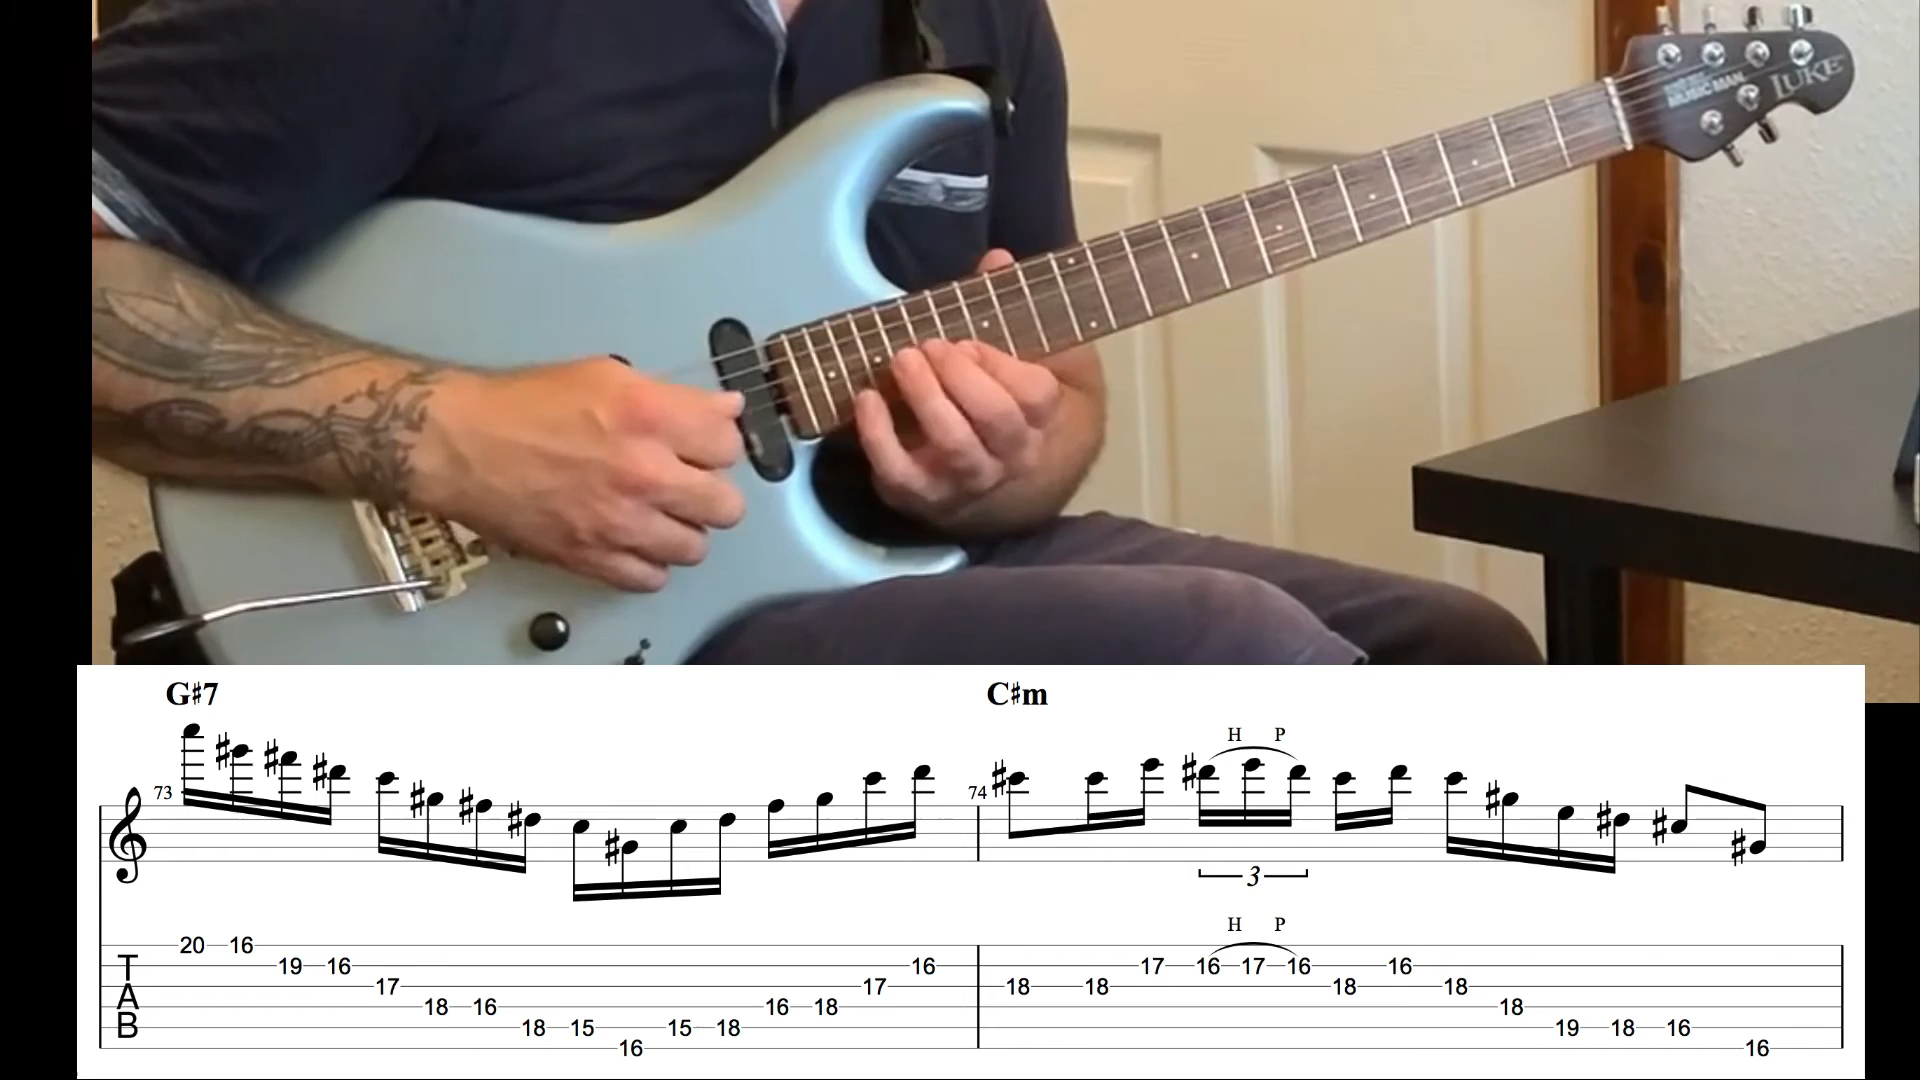 MUSIC MAN
LUKE
G♯7 C♯m
H P
73 74
3
H P
20 16
19 16 16 17 16 17 16 16
17 17 18 18 18 18
18 16 16 18 18
18 15 15 18 19 18 16
16 16
T
A
B